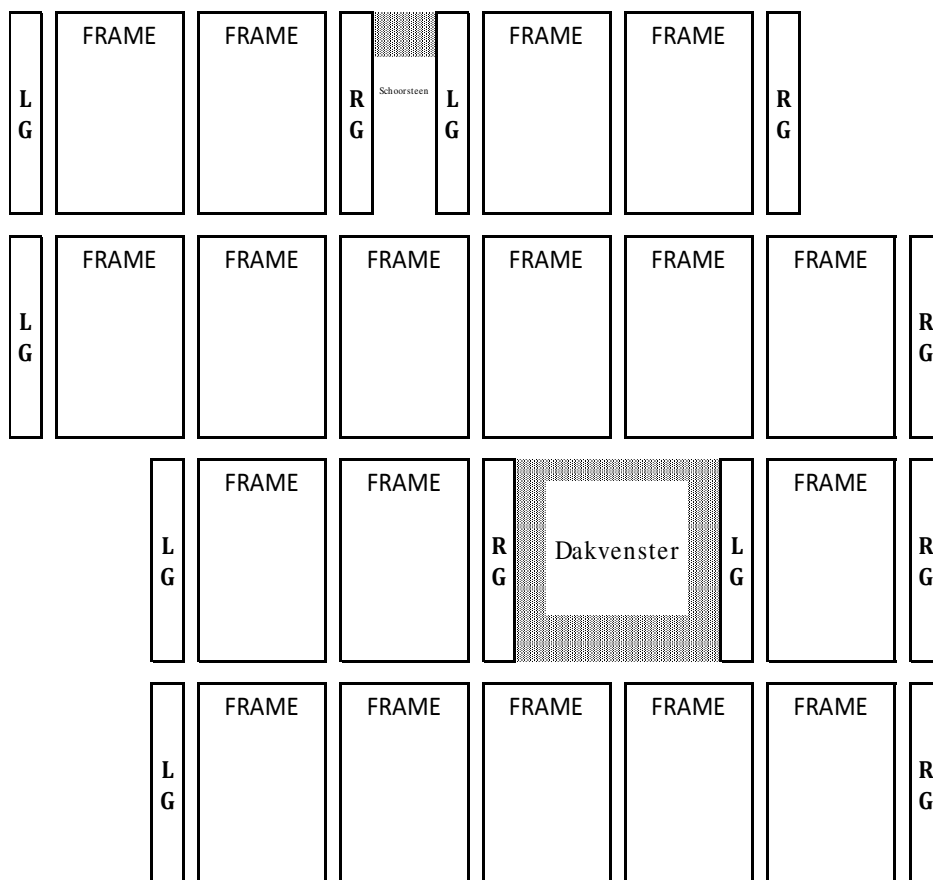 FRAME FRAME FRAME FRAME
L G R G Schoorsteen L G R G
FRAME FRAME FRAME FRAME FRAME FRAME
L G R G
FRAME FRAME FRAME
L G R G Dakvenster L G R G
FRAME FRAME FRAME FRAME FRAME
L G R G